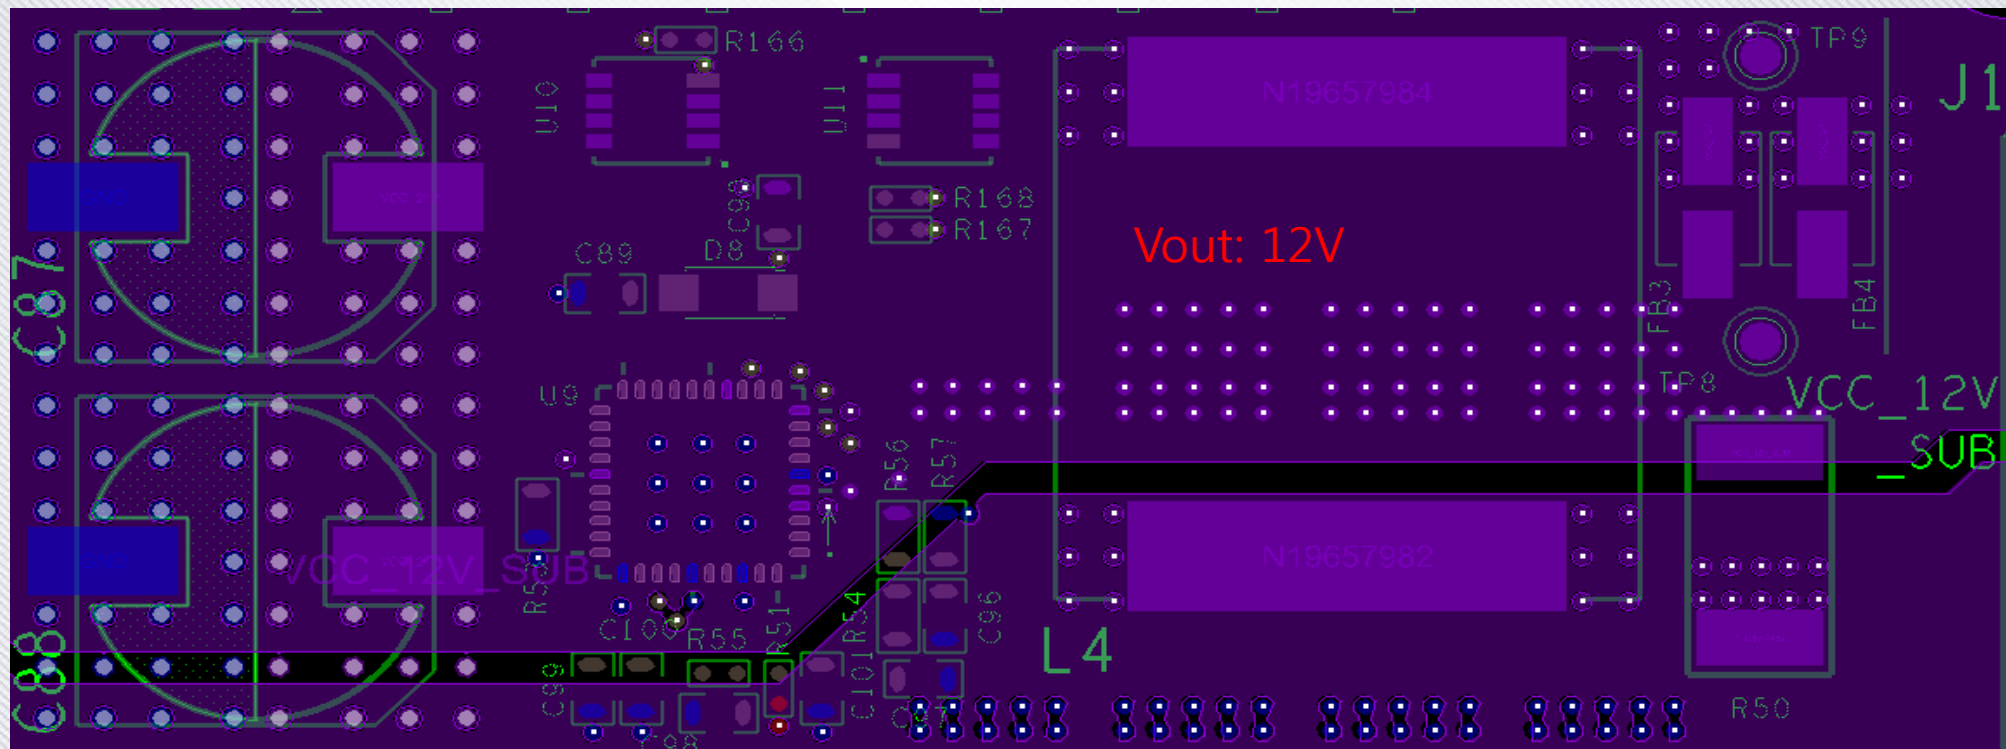 R166
TP9
J1
U10
U11
N19657984
C89
D8
R168
R167
Vout: 12V
C87
FB3
FB4
TP8
VCC_12V
_SUB
U9
R56
R57
N19657982
VCC_12V_SUB
C100
R55
R51
R54
C96
L4
C88
C99
C101
C97
C98
R50